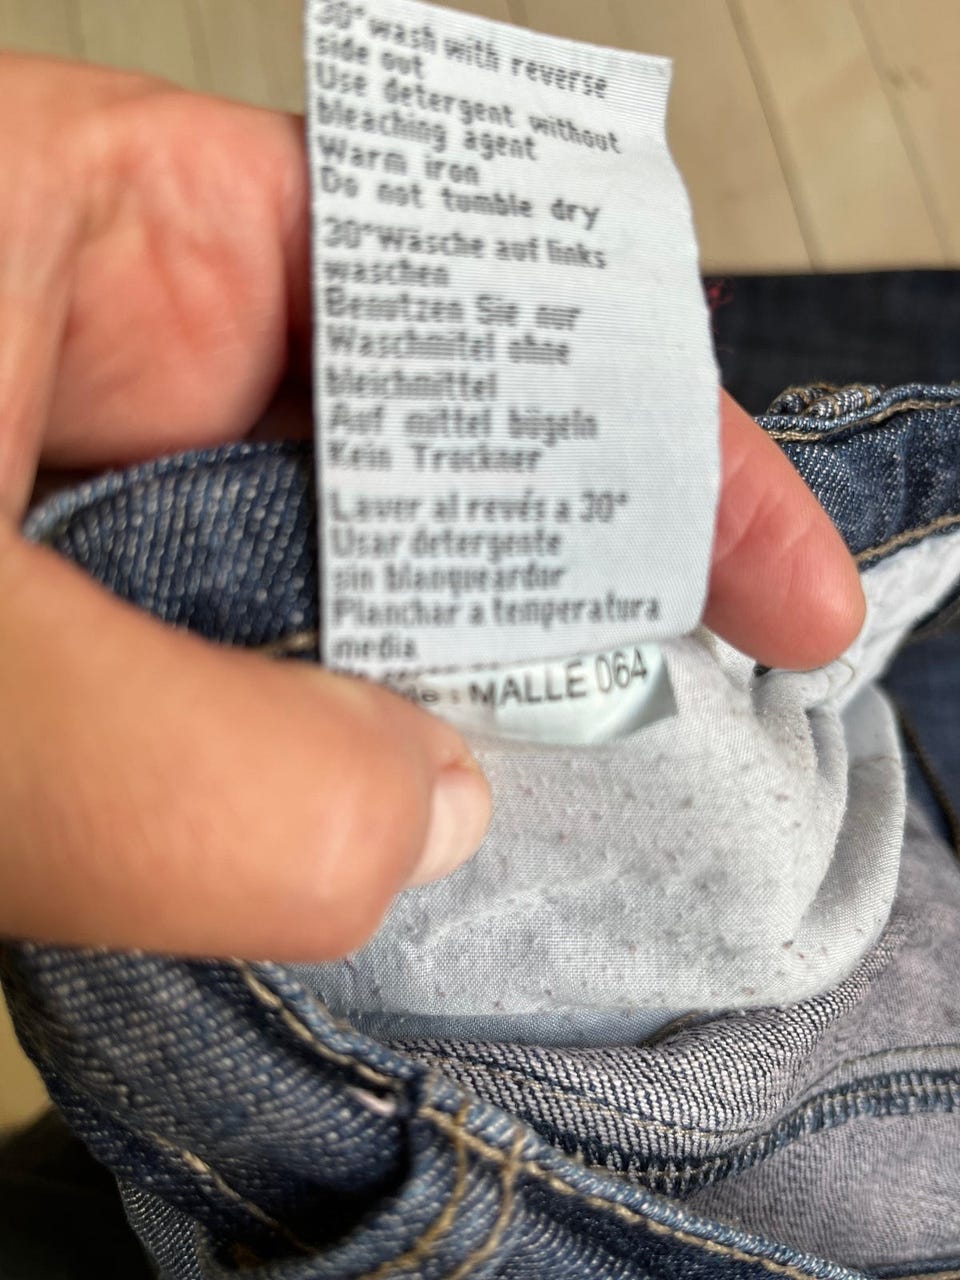 30° wash with reverse
side out
Use detergent without
bleaching agent
Warm iron
Do not tumble dry
30° Wäsche auf links
waschen
Benutzen Sie nur
Waschmitel ohne
bleichmittel
Auf mittel bügeln
Kein Trockner
Laver al revés a 30°
Usar detergente
sin blanqueardor
Planchar a temperatura
media
: MALLE 064